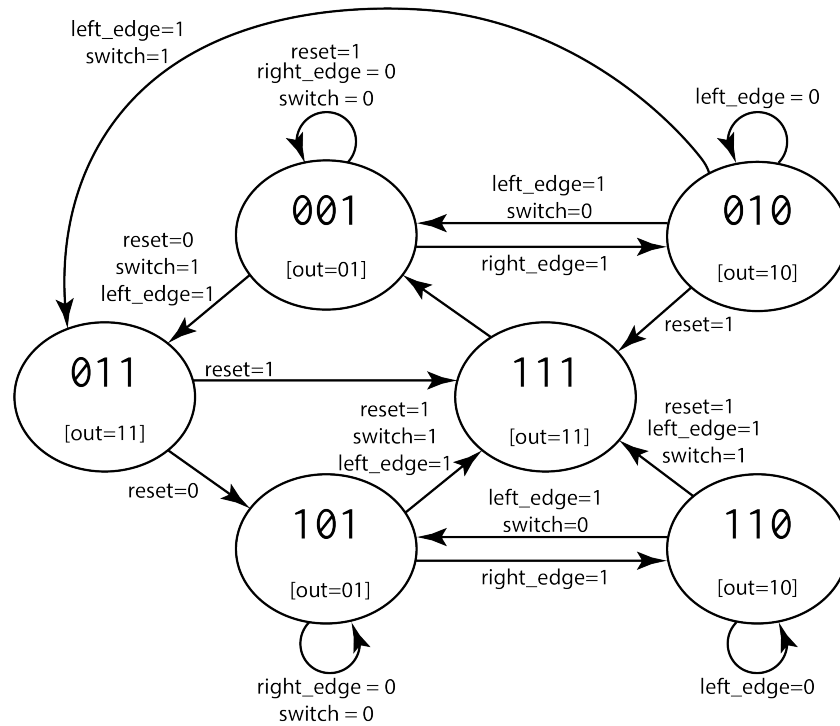 left_edge=1
switch=1
reset=1
right_edge = 0
switch = 0
left_edge = 0
001
[out=01]
left_edge=1
switch=0
right_edge=1
010
[out=10]
reset=0
switch=1
left_edge=1
reset=1
011
[out=11]
reset=1
111
[out=11]
reset=1
switch=1
left_edge=1
reset=1
left_edge=1
switch=1
reset=0
101
[out=01]
left_edge=1
switch=0
right_edge=1
110
[out=10]
right_edge = 0
switch = 0
left_edge=0